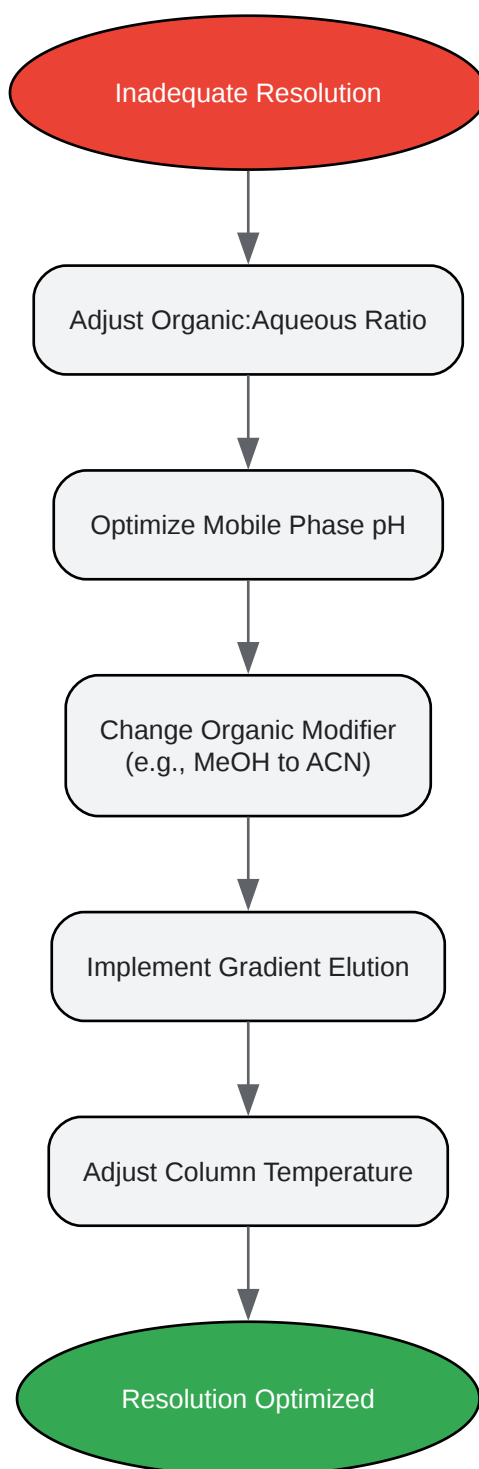 Inadequate Resolution
Adjust Organic:Aqueous Ratio
Optimize Mobile Phase pH
Change Organic Modifier
(e.g., MeOH to ACN)
Implement Gradient Elution
Adjust Column Temperature
Resolution Optimized